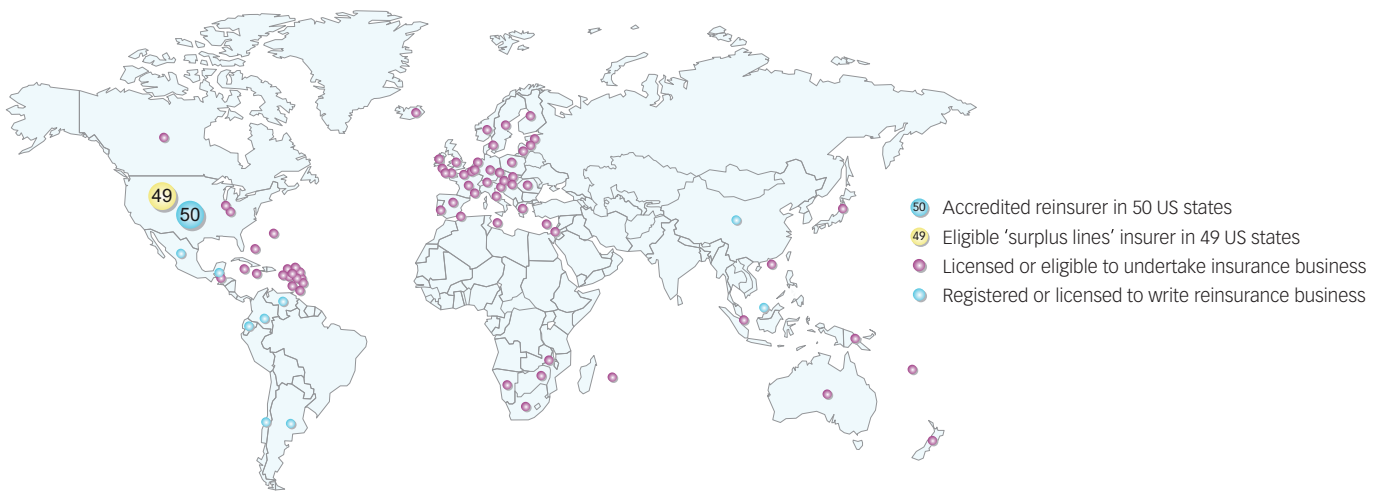 49
50
50 Accredited reinsurer in 50 US states
49 Eligible ‘surplus lines’ insurer in 49 US states
Licensed or eligible to undertake insurance business
Registered or licensed to write reinsurance business